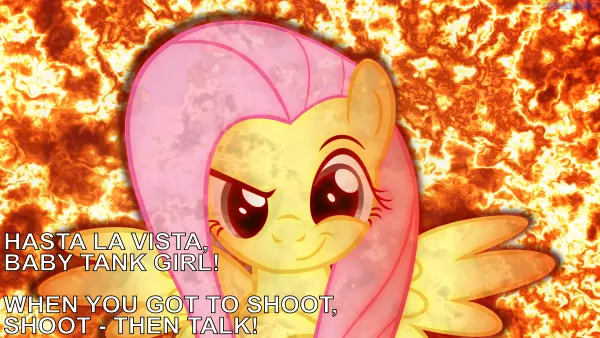 HASTA LA VISTA,
BABY TANK GIRL!
WHEN YOU GOT TO SHOOT,
SHOOT - THEN TALK!